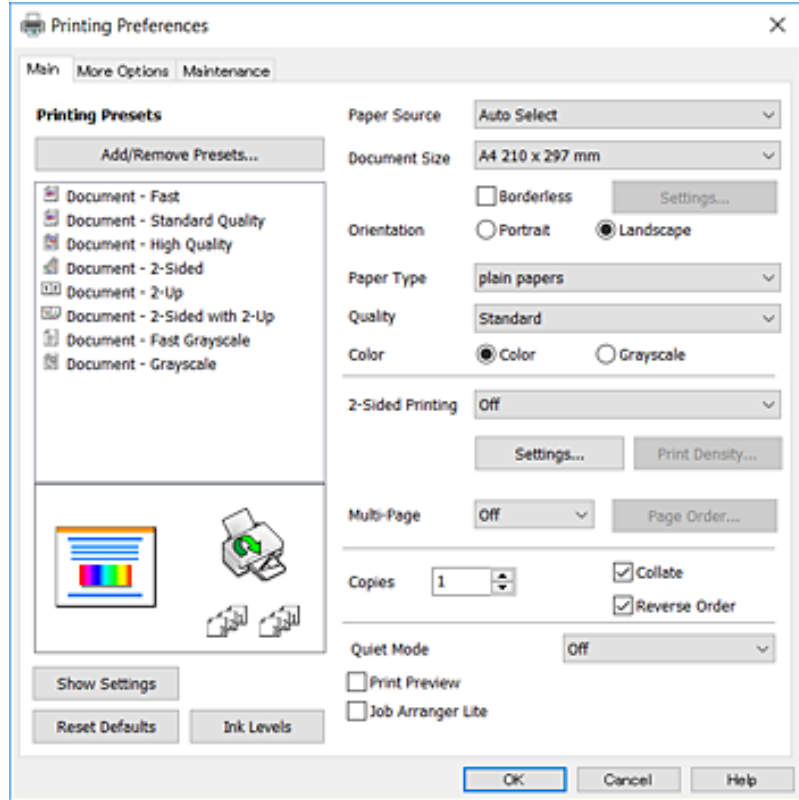 Printing Preferences
Main
More Options
Maintenance
Printing Presets
Add/Remove Presets...
Document - Fast
Document - Standard Quality
Document - High Quality
Document - 2-Sided
Document - 2-Up
Document - 2-Sided with 2-Up
Document - Fast Grayscale
Document - Grayscale
Show Settings
Reset Defaults
Ink Levels
Paper Source
Auto Select
Document Size
A4 210 x 297 mm
Borderless
Settings...
Orientation
Portrait
Landscape
Paper Type
plain papers
Quality
Standard
Color
Color
Grayscale
2-Sided Printing
Off
Settings...
Print Density...
Multi-Page
Off
Page Order...
Copies
1
Collate
Reverse Order
Quiet Mode
Off
Print Preview
Job Arranger Lite
OK
Cancel
Help